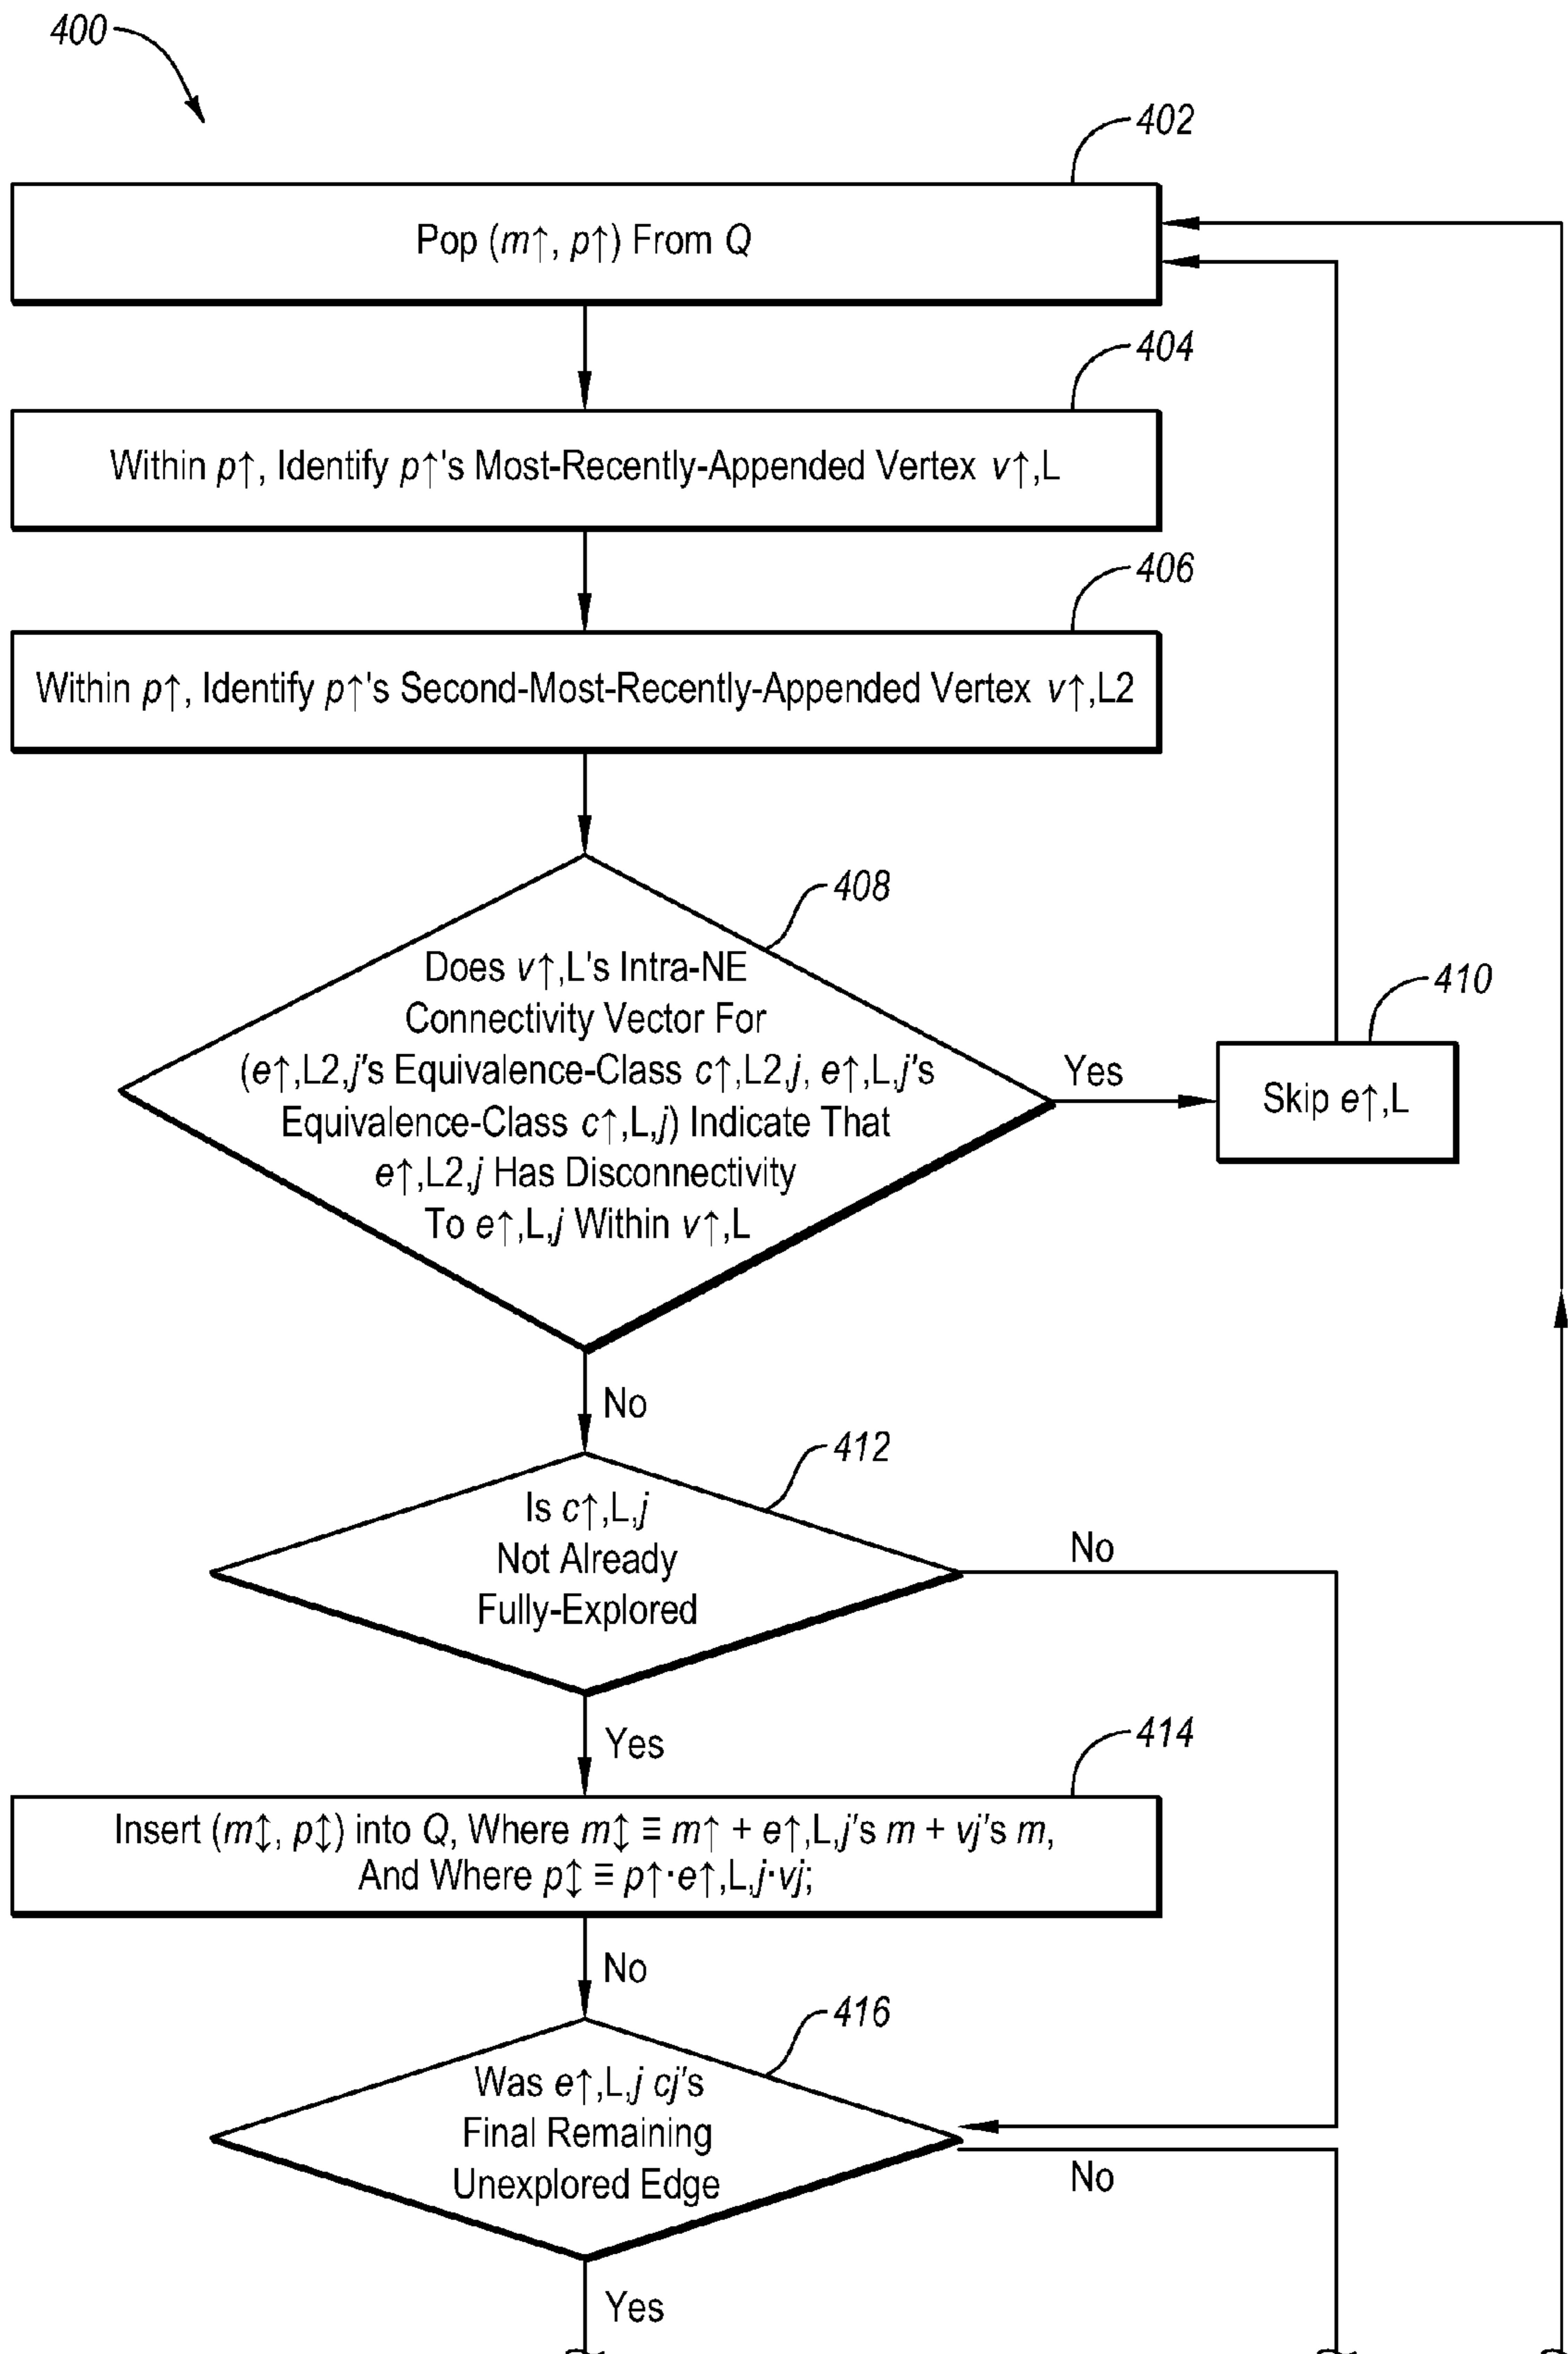 400
402
Pop (m↑, p↑) From Q
404
Within p↑, Identify p↑'s Most-Recently-Appended Vertex v↑,L
406
Within p↑, Identify p↑'s Second-Most-Recently-Appended Vertex v↑,L2
408
Does v↑,L's Intra-NE
Connectivity Vector For
(e↑,L2,j's Equivalence-Class c↑,L2,j, e↑,L,j's
Equivalence-Class c↑,L,j) Indicate That
e↑,L2,j Has Disconnectivity
To e↑,L,j Within v↑,L
Yes
410
Skip e↑,L
No
412
Is c↑,L,j
Not Already
Fully-Explored
No
Yes
414
Insert (m↕, p↕) into Q, Where m↕ ≡ m↑ + e↑,L,j's m + vj's m,
And Where p↕ ≡ p↑·e↑,L,j·vj;
No
416
Was e↑,L,j cj's
Final Remaining
Unexplored Edge
No
Yes